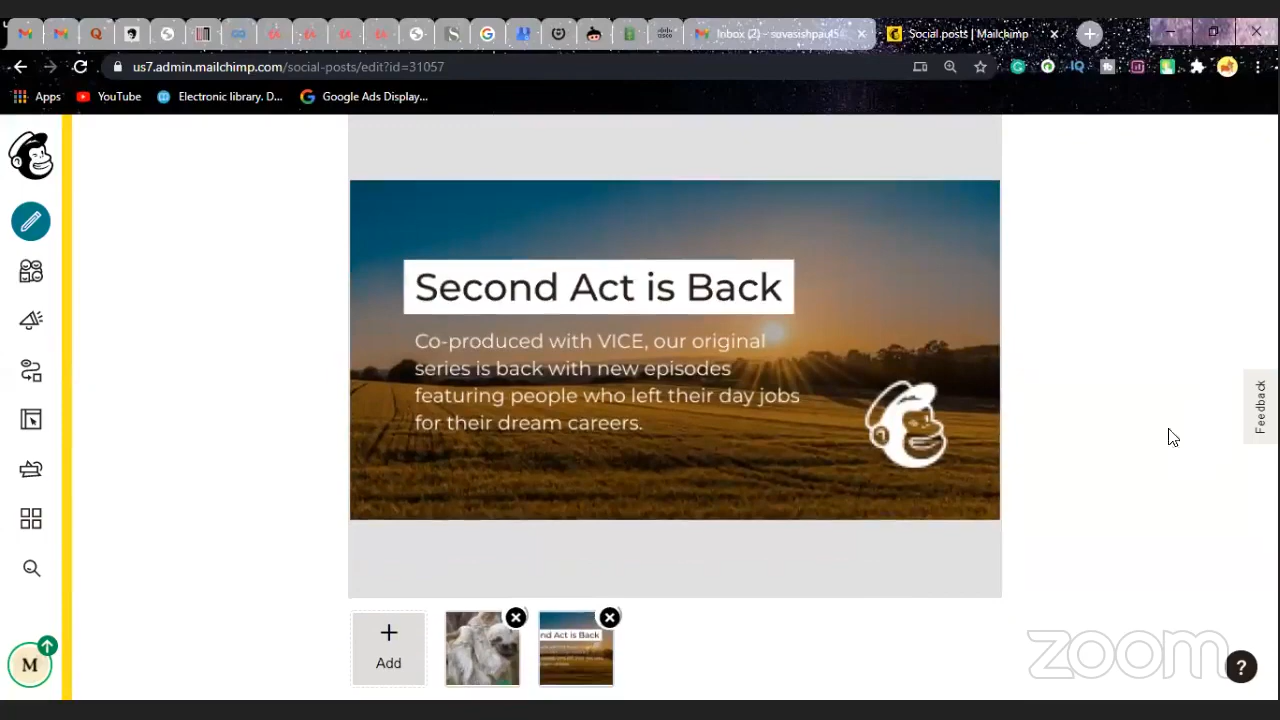 Inbox (2) - suvasishpaul5
Social posts | Mailchimp
us7.admin.mailchimp.com/social-posts/edit?id=31057
Apps
YouTube
Electronic library. D...
Google Ads Display...
Second Act is Back
Co-produced with VICE, our original
series is back with new episodes
featuring people who left their day jobs
for their dream careers.
Feedback
+
Add
nd Act is Back
M
zoom
?